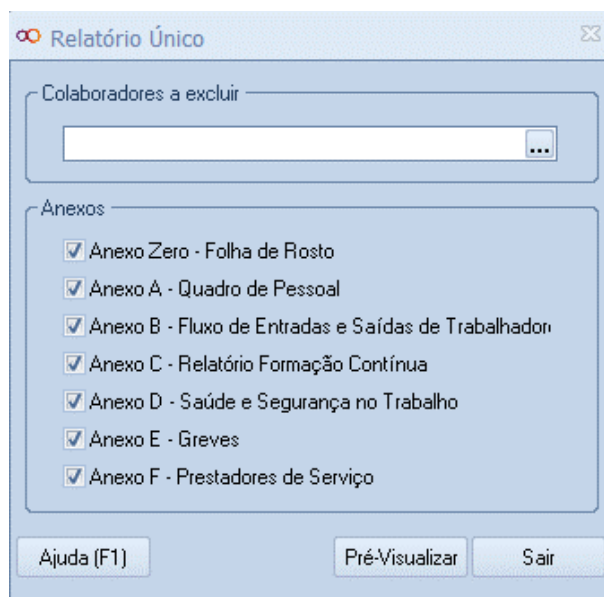 Relatório Único
Colaboradores a excluir
...
Anexos
Anexo Zero - Folha de Rosto
Anexo A - Quadro de Pessoal
Anexo B - Fluxo de Entradas e Saídas de Trabalhador
Anexo C - Relatório Formação Contínua
Anexo D - Saúde e Segurança no Trabalho
Anexo E - Greves
Anexo F - Prestadores de Serviço
Ajuda (F1) Pré-Visualizar Sair